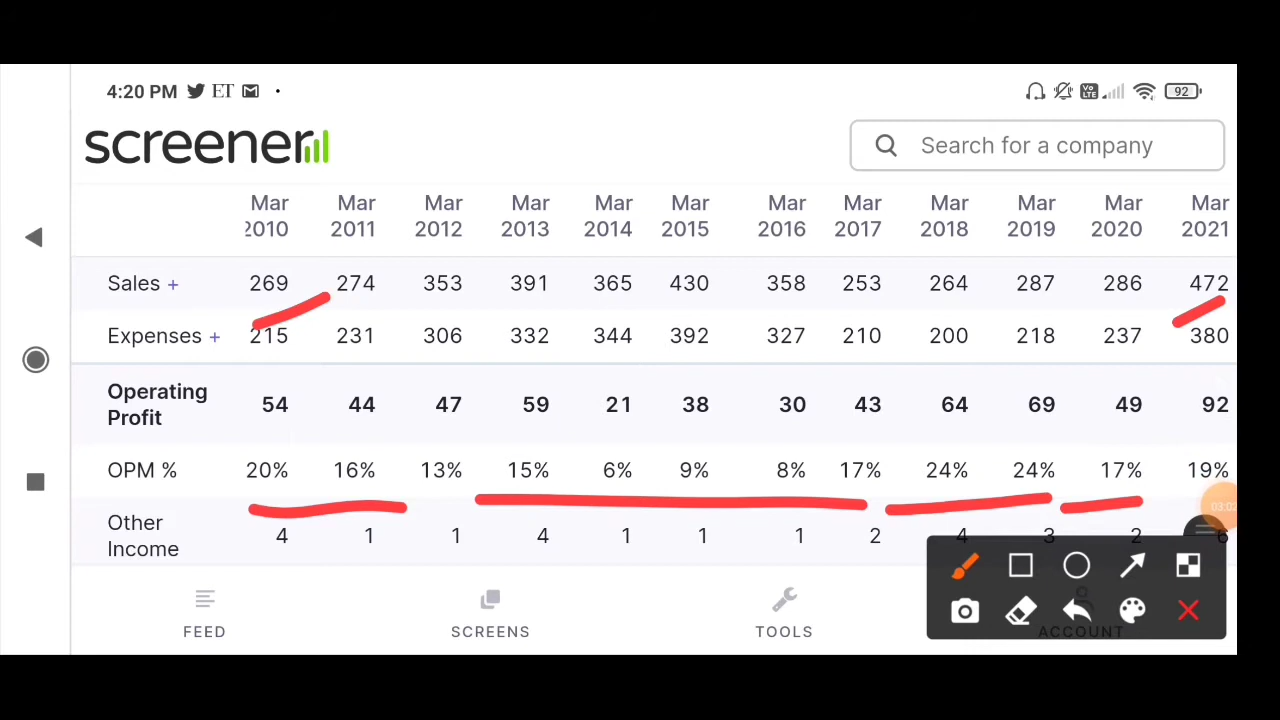 4:20 PM ET 92
screener
Search for a company
Mar Mar Mar Mar Mar Mar Mar Mar Mar Mar Mar Mar
2010 2011 2012 2013 2014 2015 2016 2017 2018 2019 2020 2021
Sales + 269 274 353 391 365 430 358 253 264 287 286 472
Expenses + 215 231 306 332 344 392 327 210 200 218 237 380
Operating
Profit 54 44 47 59 21 38 30 43 64 69 49 92
OPM % 20% 16% 13% 15% 6% 9% 8% 17% 24% 24% 17% 19%
03:02
Other
Income 4 1 1 4 1 1 1 2 4 3 2 6
FEED SCREENS TOOLS ACCOUNT